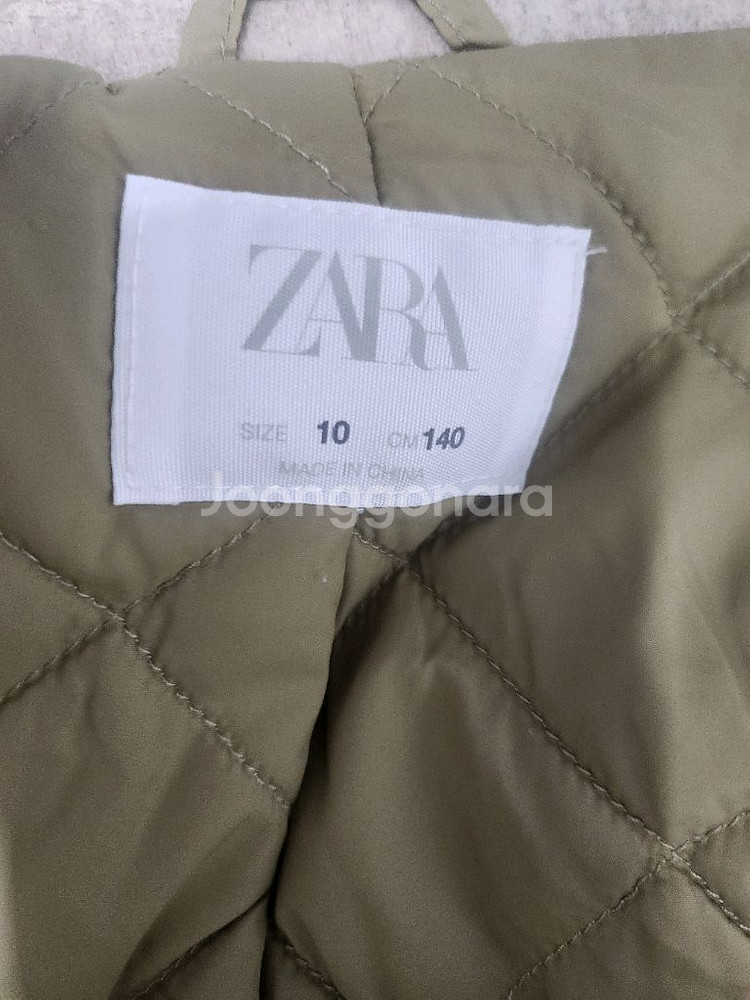 ZARA
SIZE 10 CM 140
MADE IN CHINA
Joonggonara